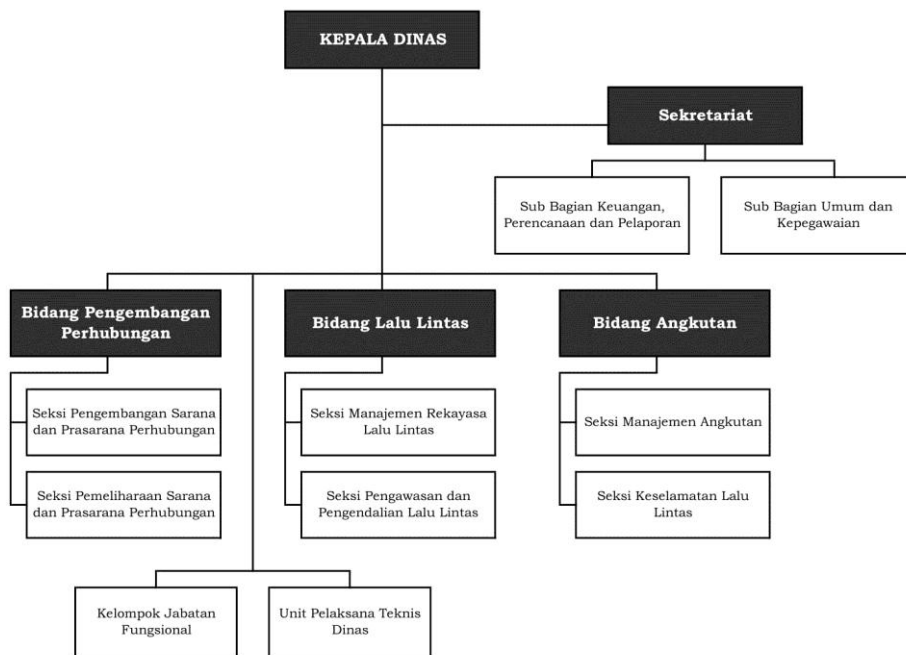 KEPALA DINAS
Sekretariat
Sub Bagian Keuangan,
Perencanaan dan Pelaporan
Sub Bagian Umum dan
Kepegawaian
Bidang Pengembangan
Perhubungan
Bidang Lalu Lintas
Bidang Angkutan
Seksi Pengembangan Sarana
dan Prasarana Perhubungan
Seksi Manajemen Rekayasa
Lalu Lintas
Seksi Manajemen Angkutan
Seksi Pemeliharaan Sarana
dan Prasarana Perhubungan
Seksi Pengawasan dan
Pengendalian Lalu Lintas
Seksi Keselamatan Lalu
Lintas
Kelompok Jabatan
Fungsional
Unit Pelaksana Teknis
Dinas